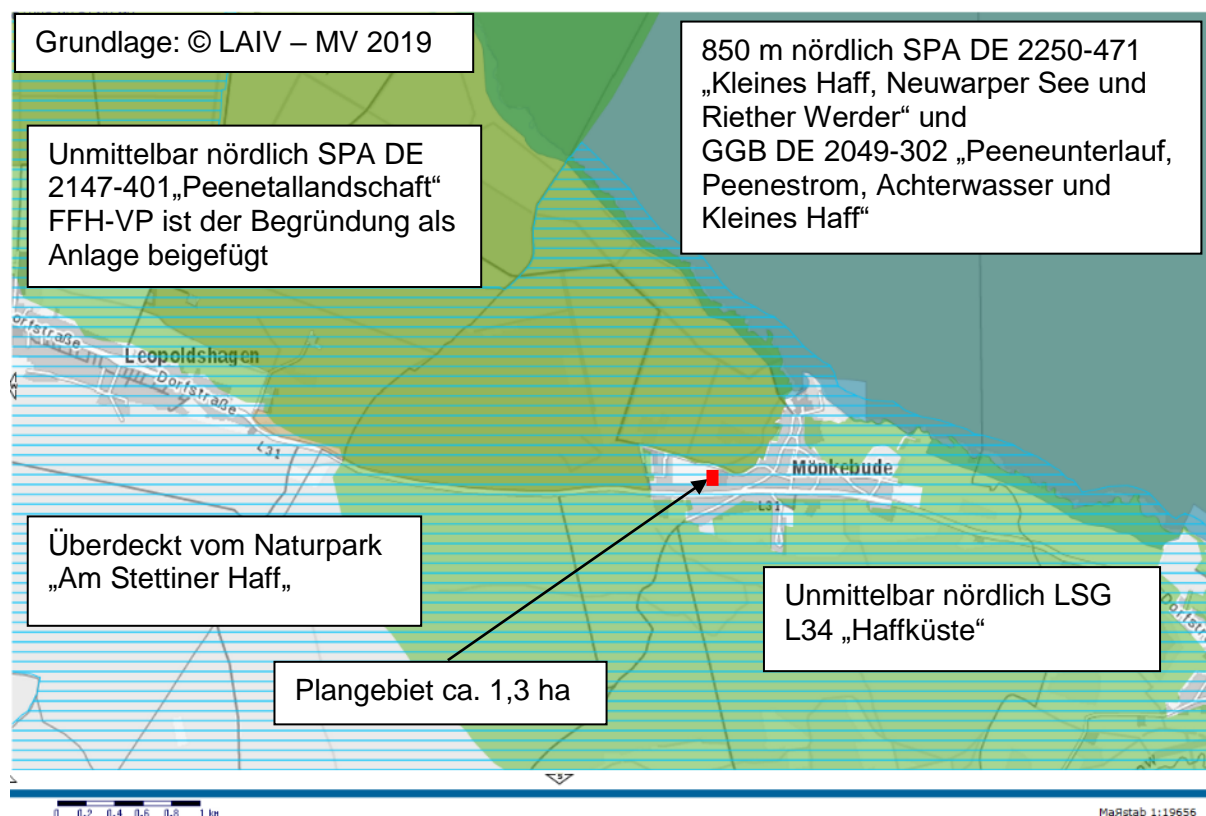 Grundlage: © LAIV – MV 2019
850 m nördlich SPA DE 2250-471
„Kleines Haff, Neuwarper See und
Riether Werder“ und
GGB DE 2049-302 „Peeneunterlauf,
Peenestrom, Achterwasser und
Kleines Haff“
Unmittelbar nördlich SPA DE
2147-401„Peenetallandschaft“
FFH-VP ist der Begründung als
Anlage beigefügt
Leopoldshagen
Dorfstraße
L31
Mönkebude
L31
Überdeckt vom Naturpark
„Am Stettiner Haff„
Unmittelbar nördlich LSG
L34 „Haffküste“
Plangebiet ca. 1,3 ha
0 0.2 0.4 0.6 0.8 1 km
MaЯstab 1:19656